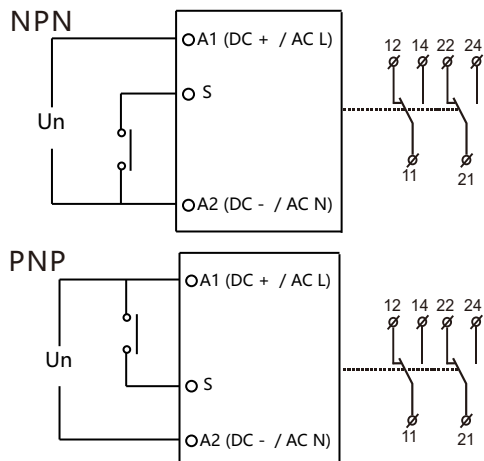 NPN
A1 (DC + / AC L)
12 14 22 24
S
Un
11 21
A2 (DC - / AC N)
PNP
A1 (DC + / AC L)
12 14 22 24
Un
S
11 21
A2 (DC - / AC N)